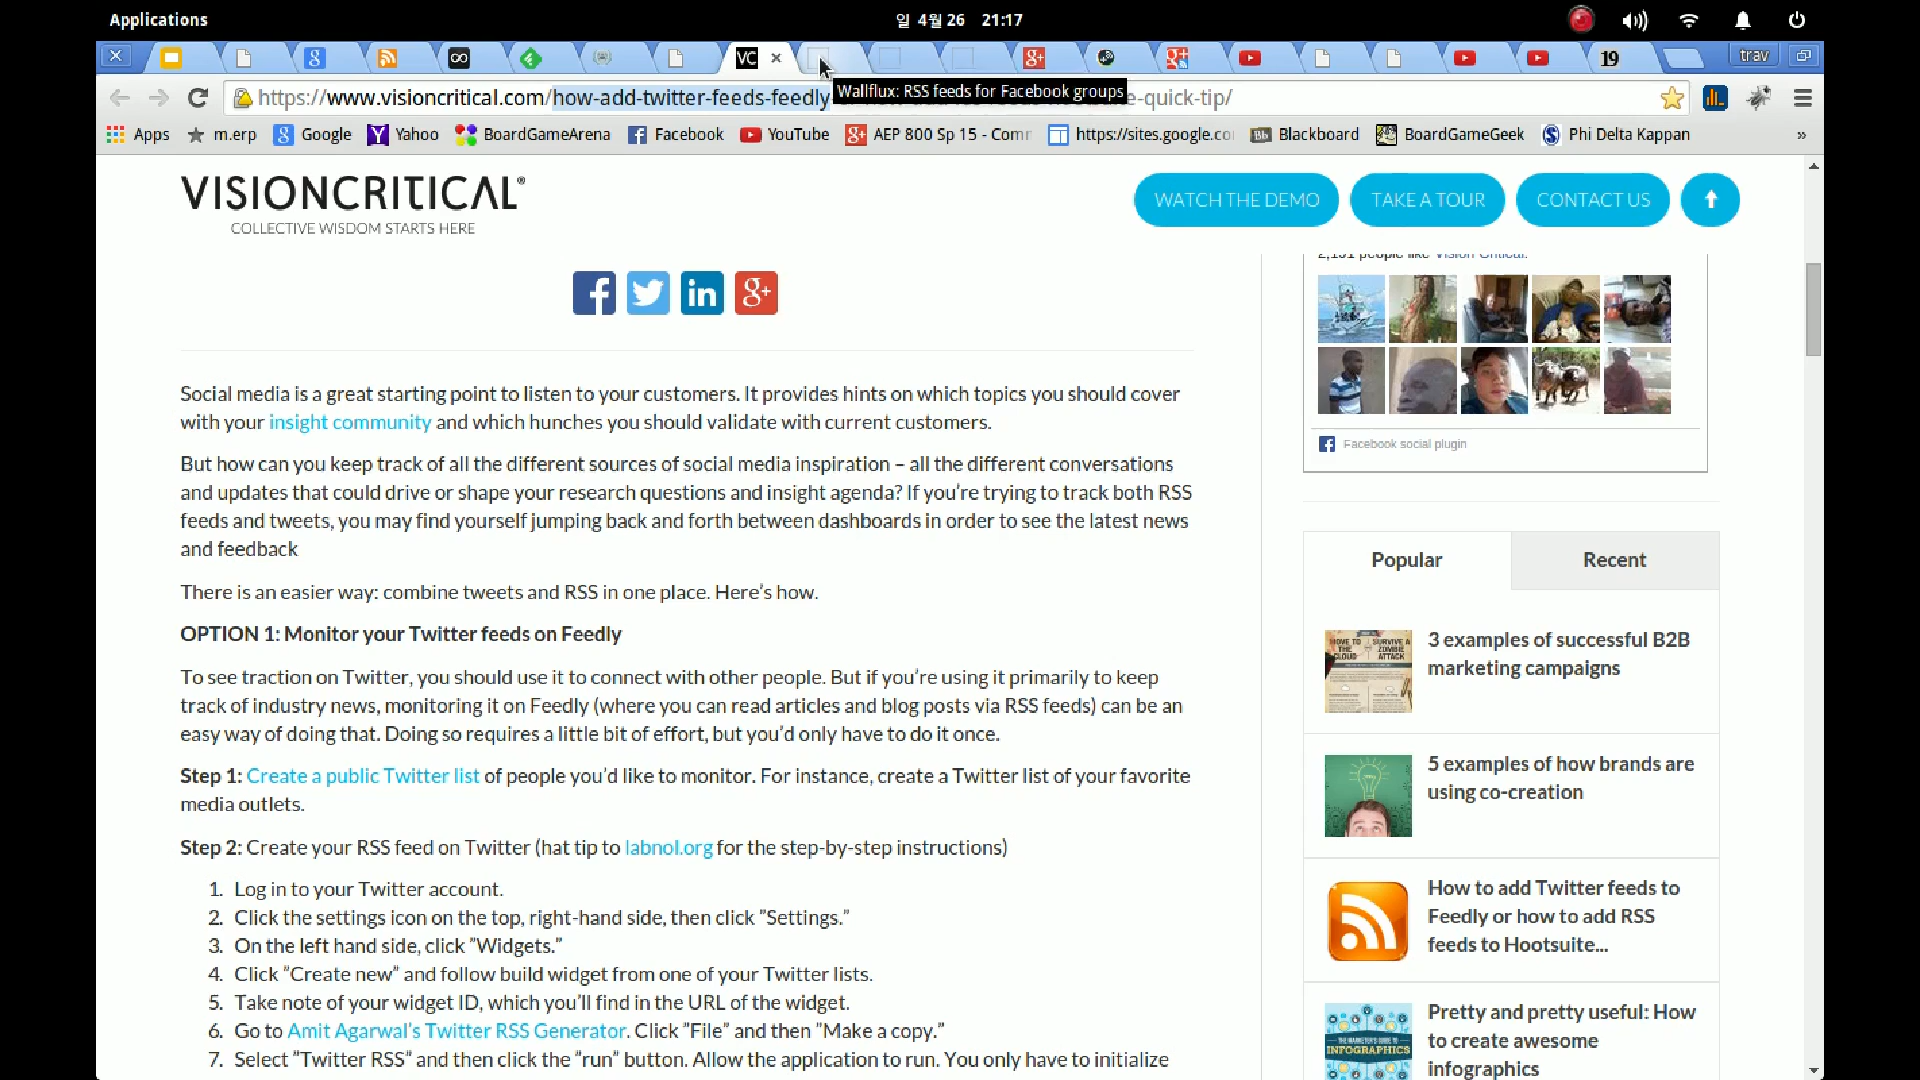 Applications
일 4월 26 21:17
VC
19
trav
https://www.visioncritical.com/how-add-twitter-feeds-feedly
e-quick-tip/
Wallflux: RSS feeds for Facebook groups
Apps
m.erp
Google
Yahoo
BoardGameArena
Facebook
YouTube
AEP 800 Sp 15 - Comr
https://sites.google.co
Blackboard
BoardGameGeek
Phi Delta Kappan
»
VISIONCRITICAL®
COLLECTIVE WISDOM STARTS HERE
WATCH THE DEMO
TAKE A TOUR
CONTACT US
Social media is a great starting point to listen to your customers. It provides hints on which topics you should cover
with your insight community and which hunches you should validate with current customers.
But how can you keep track of all the different sources of social media inspiration – all the different conversations
and updates that could drive or shape your research questions and insight agenda? If you’re trying to track both RSS
feeds and tweets, you may find yourself jumping back and forth between dashboards in order to see the latest news
and feedback
There is an easier way: combine tweets and RSS in one place. Here’s how.
OPTION 1: Monitor your Twitter feeds on Feedly
To see traction on Twitter, you should use it to connect with other people. But if you’re using it primarily to keep
track of industry news, monitoring it on Feedly (where you can read articles and blog posts via RSS feeds) can be an
easy way of doing that. Doing so requires a little bit of effort, but you’d only have to do it once.
Step 1: Create a public Twitter list of people you’d like to monitor. For instance, create a Twitter list of your favorite
media outlets.
Step 2: Create your RSS feed on Twitter (hat tip to labnol.org for the step-by-step instructions)
1. Log in to your Twitter account.
2. Click the settings icon on the top, right-hand side, then click ”Settings.”
3. On the left hand side, click ”Widgets.”
4. Click ”Create new” and follow build widget from one of your Twitter lists.
5. Take note of your widget ID, which you’ll find in the URL of the widget.
6. Go to Amit Agarwal’s Twitter RSS Generator. Click ”File” and then ”Make a copy.”
7. Select ”Twitter RSS” and then click the ”run” button. Allow the application to run. You only have to initialize
2,191 people like Vision Critical.
Facebook social plugin
Popular
Recent
3 examples of successful B2B
marketing campaigns
5 examples of how brands are
using co-creation
How to add Twitter feeds to
Feedly or how to add RSS
feeds to Hootsuite...
Pretty and pretty useful: How
to create awesome
infographics
INFOGRAPHICS